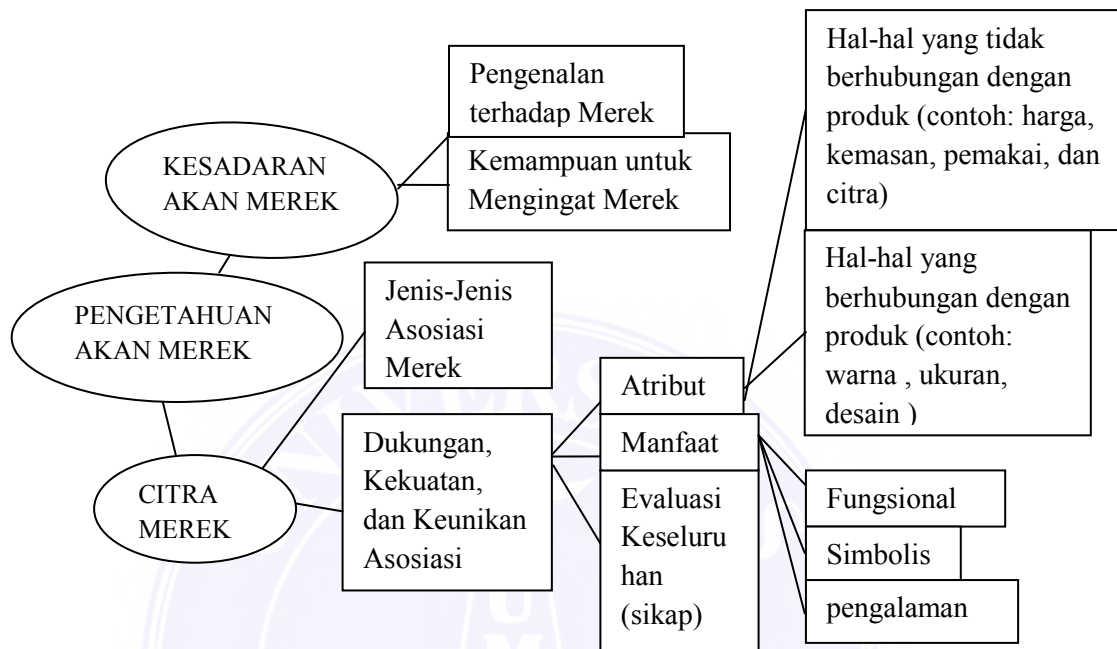 KESADARAN
AKAN MEREK
Pengenalan
terhadap Merek
Kemampuan untuk
Mengingat Merek
PENGETAHUAN
AKAN MEREK
CITRA
MEREK
Jenis-Jenis
Asosiasi
Merek
Dukungan,
Kekuatan,
dan Keunikan
Asosiasi
Atribut
Manfaat
Evaluasi
Keseluru
han
(sikap)
Hal-hal yang tidak
berhubungan dengan
produk (contoh: harga,
kemasan, pemakai, dan
citra)
Hal-hal yang
berhubungan dengan
produk (contoh:
warna , ukuran,
desain )
Fungsional
Simbolis
pengalaman